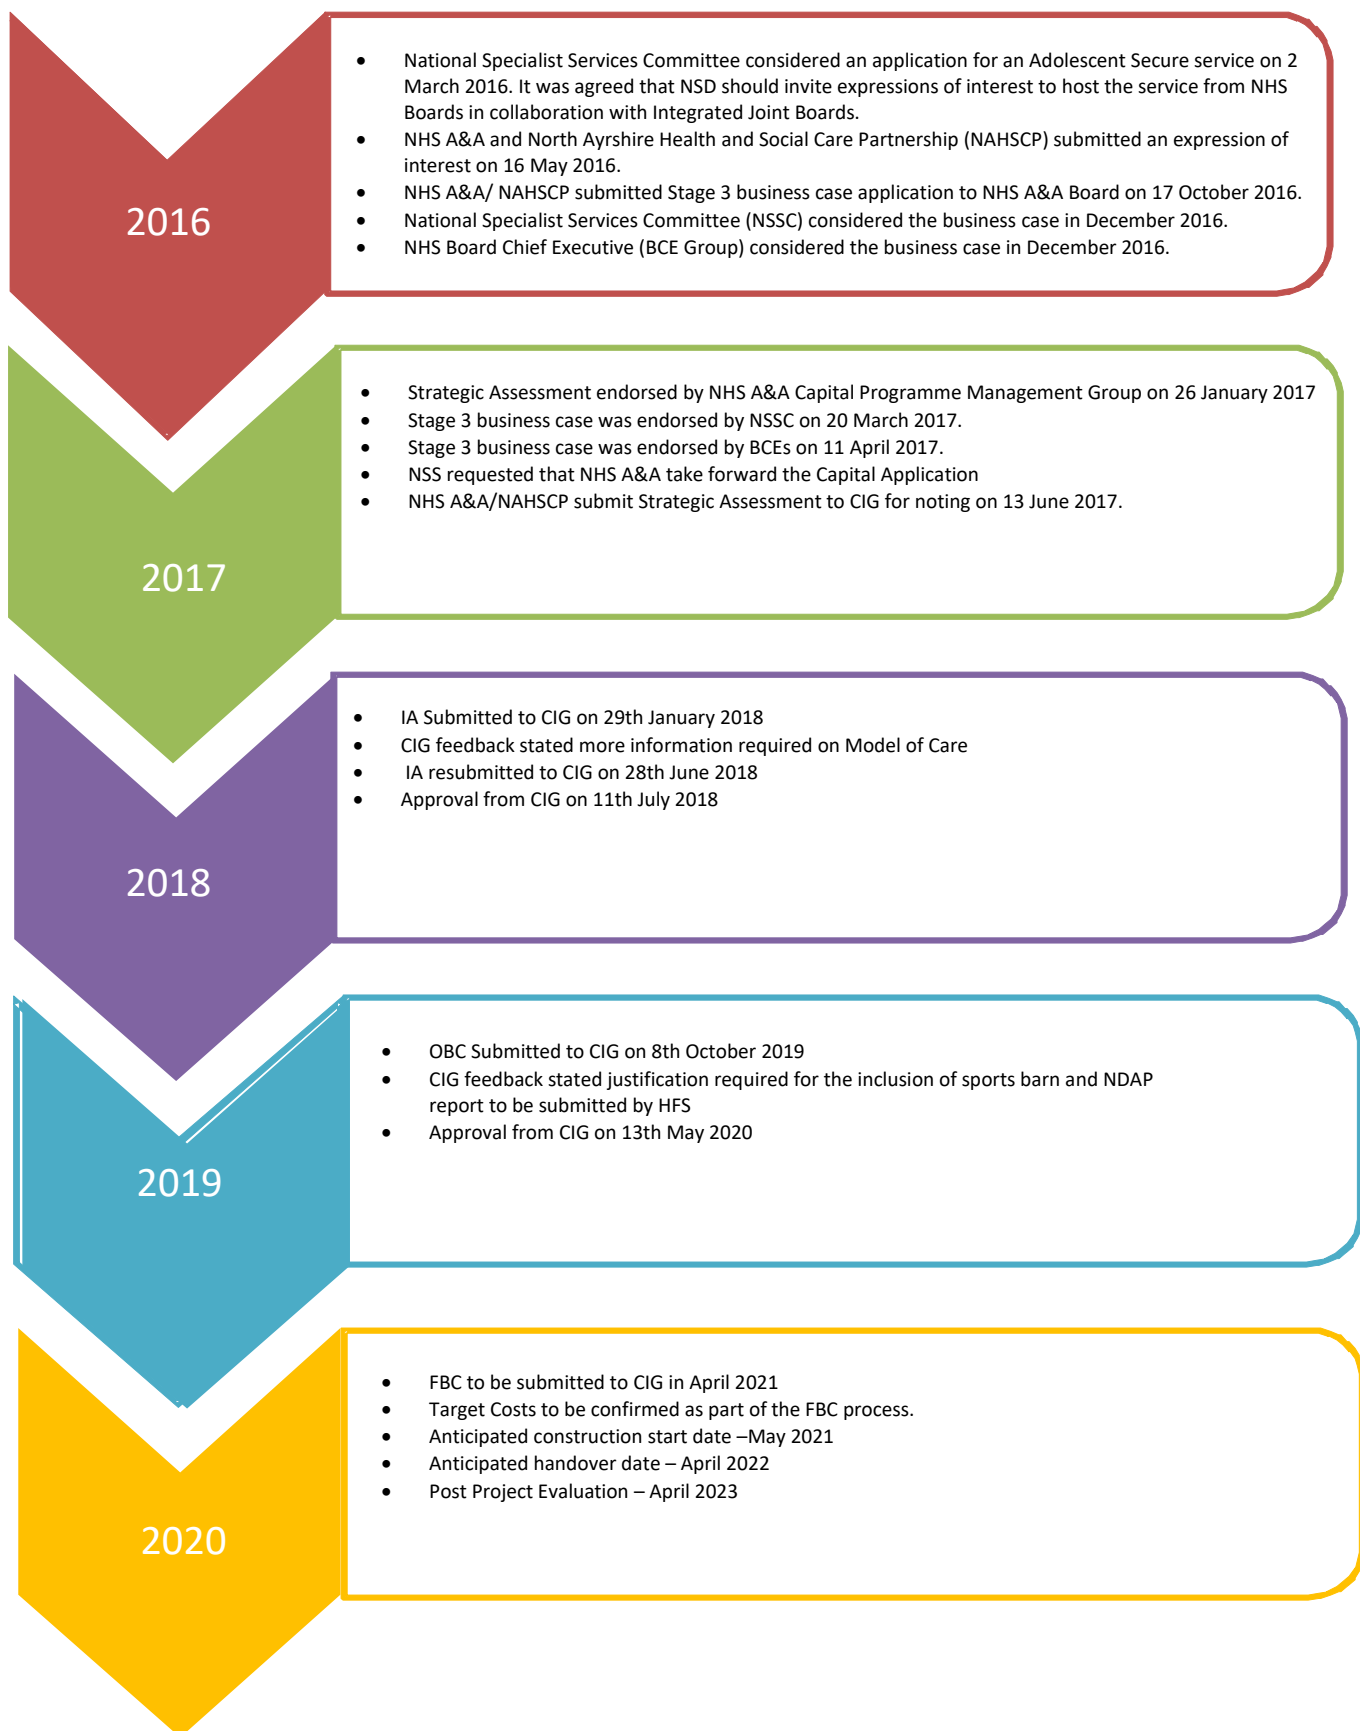 2016
• National Specialist Services Committee considered an application for an Adolescent Secure service on 2
March 2016. It was agreed that NSD should invite expressions of interest to host the service from NHS
Boards in collaboration with Integrated Joint Boards.
• NHS A&A and North Ayrshire Health and Social Care Partnership (NAHSCP) submitted an expression of
interest on 16 May 2016.
• NHS A&A/ NAHSCP submitted Stage 3 business case application to NHS A&A Board on 17 October 2016.
• National Specialist Services Committee (NSSC) considered the business case in December 2016.
• NHS Board Chief Executive (BCE Group) considered the business case in December 2016.
2017
• Strategic Assessment endorsed by NHS A&A Capital Programme Management Group on 26 January 2017
• Stage 3 business case was endorsed by NSSC on 20 March 2017.
• Stage 3 business case was endorsed by BCEs on 11 April 2017.
• NSS requested that NHS A&A take forward the Capital Application
• NHS A&A/NAHSCP submit Strategic Assessment to CIG for noting on 13 June 2017.
2018
• IA Submitted to CIG on 29th January 2018
• CIG feedback stated more information required on Model of Care
• IA resubmitted to CIG on 28th June 2018
• Approval from CIG on 11th July 2018
2019
• OBC Submitted to CIG on 8th October 2019
• CIG feedback stated justification required for the inclusion of sports barn and NDAP
report to be submitted by HFS
• Approval from CIG on 13th May 2020
2020
• FBC to be submitted to CIG in April 2021
• Target Costs to be confirmed as part of the FBC process.
• Anticipated construction start date –May 2021
• Anticipated handover date – April 2022
• Post Project Evaluation – April 2023